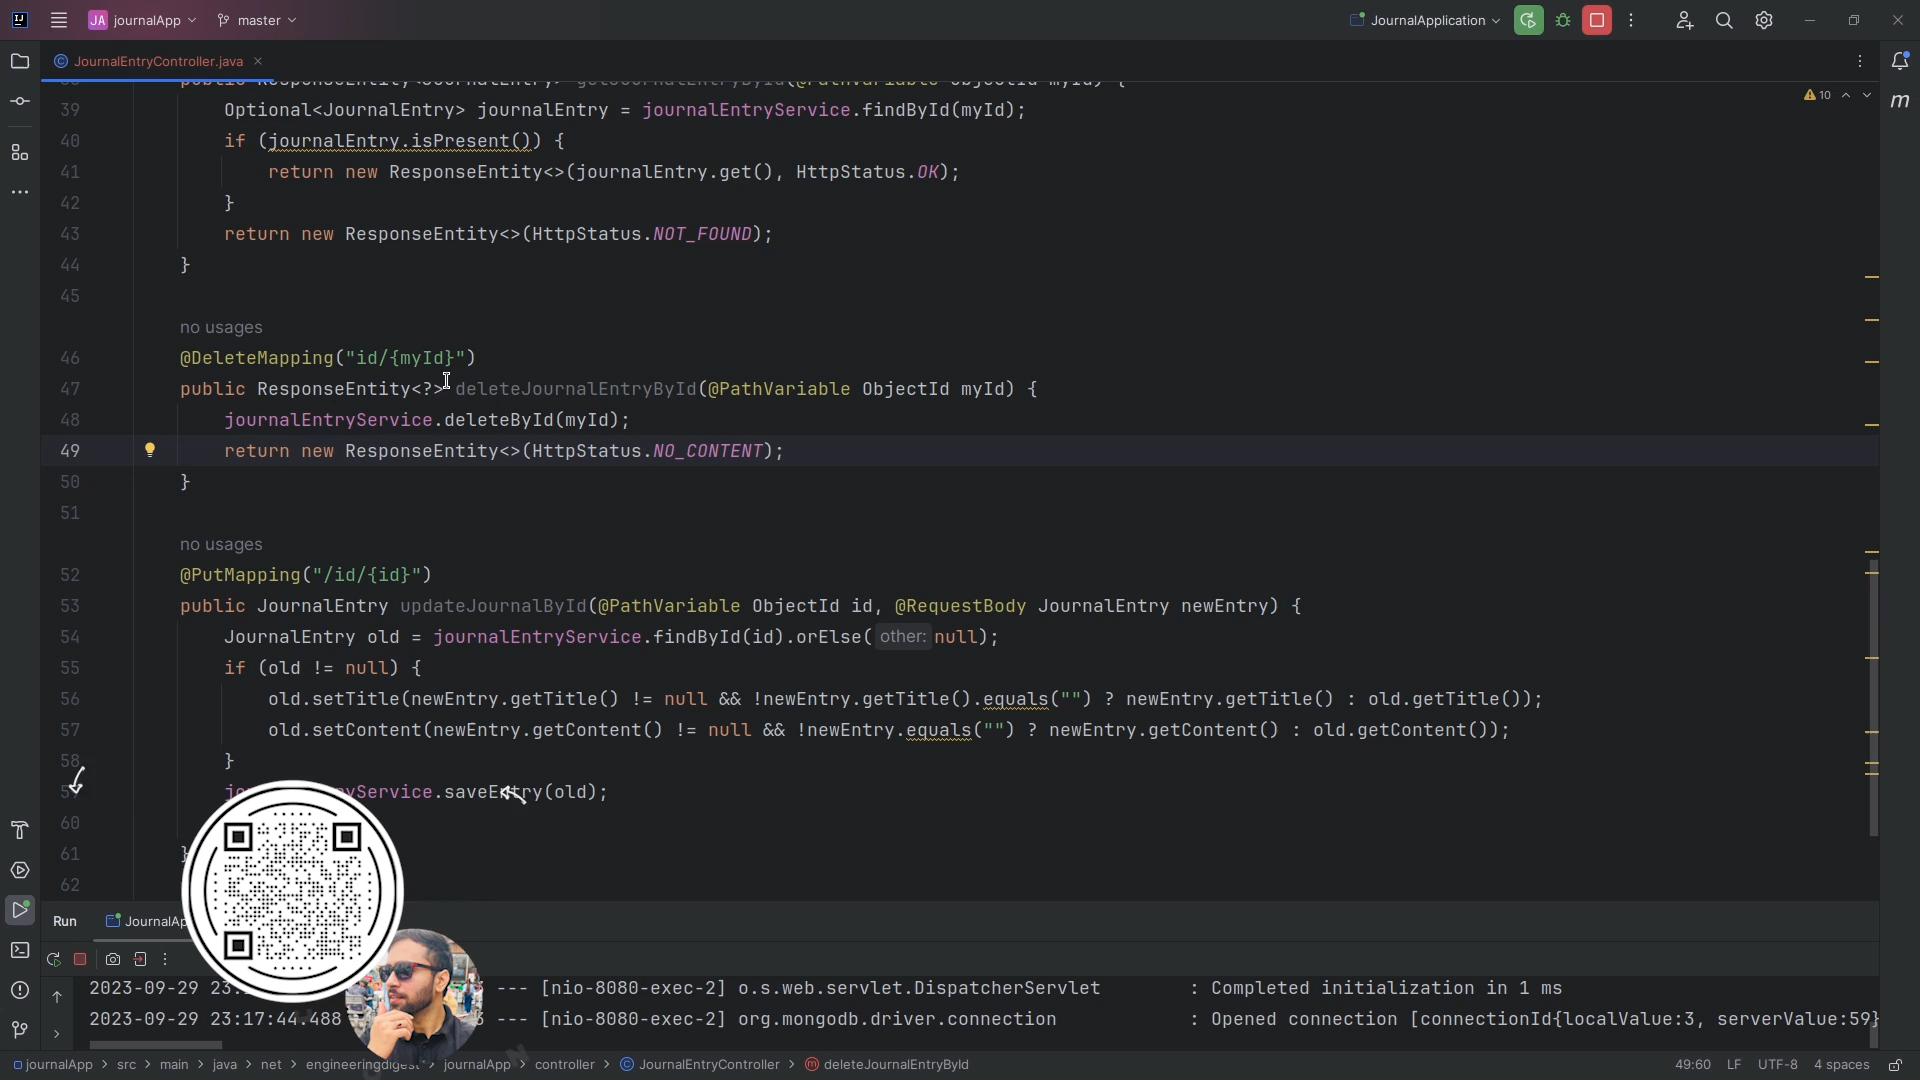 JA journalApp master JournalApplication
JournalEntryController.java
10
39 Optional<JournalEntry> journalEntry = journalEntryService.findById(myId);
40 if (journalEntry.isPresent()) {
41 return new ResponseEntity<>(journalEntry.get(), HttpStatus.OK);
42 }
43 return new ResponseEntity<>(HttpStatus.NOT_FOUND);
44 }
45
no usages
46 @DeleteMapping("id/{myId}")
47 public ResponseEntity<?> deleteJournalEntryById(@PathVariable ObjectId myId) {
48 journalEntryService.deleteById(myId);
49 return new ResponseEntity<>(HttpStatus.NO_CONTENT);
50 }
51
no usages
52 @PutMapping("/id/{id}")
53 public JournalEntry updateJournalById(@PathVariable ObjectId id, @RequestBody JournalEntry newEntry) {
54 JournalEntry old = journalEntryService.findById(id).orElse( other: null);
55 if (old != null) {
56 old.setTitle(newEntry.getTitle() != null && !newEntry.getTitle().equals("") ? newEntry.getTitle() : old.getTitle());
57 old.setContent(newEntry.getContent() != null && !newEntry.equals("") ? newEntry.getContent() : old.getContent());
58 }
.saveEntry(old);
60
61 }
62
Run
2023-09-29 --- [nio-8080-exec-2] o.s.web.servlet.DispatcherServlet : Completed initialization in 1 ms
2023-09-29 23:17:44.488 --- [nio-8080-exec-2] org.mongodb.driver.connection : Opened connection [connectionId{localValue:3, serverValue:59}
journalApp > src > main > java > net > engineeringdigest > journalApp > controller > JournalEntryController > deleteJournalEntryById 49:60 LF UTF-8 4 spaces